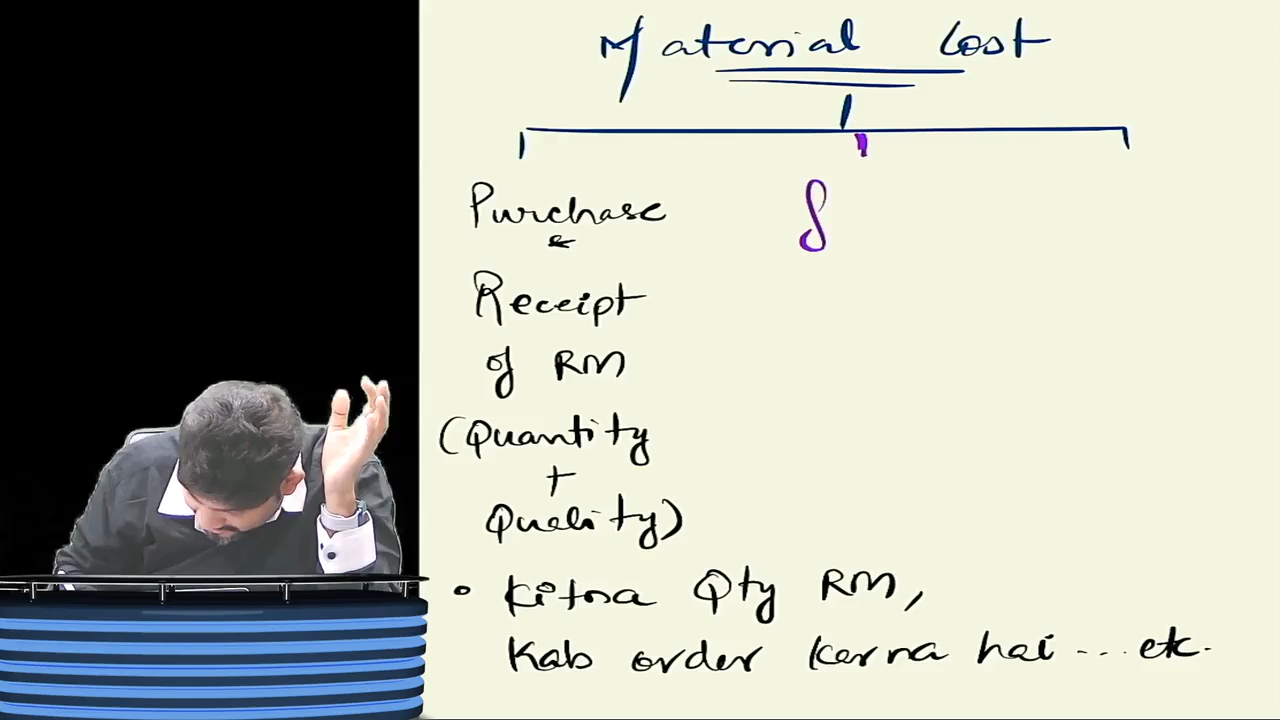 Material Cost
Purchase
&
Receipt
of RM
(Quantity
+
Quality)
• Kitna Qty RM,
Kab order karna hai ... etc.